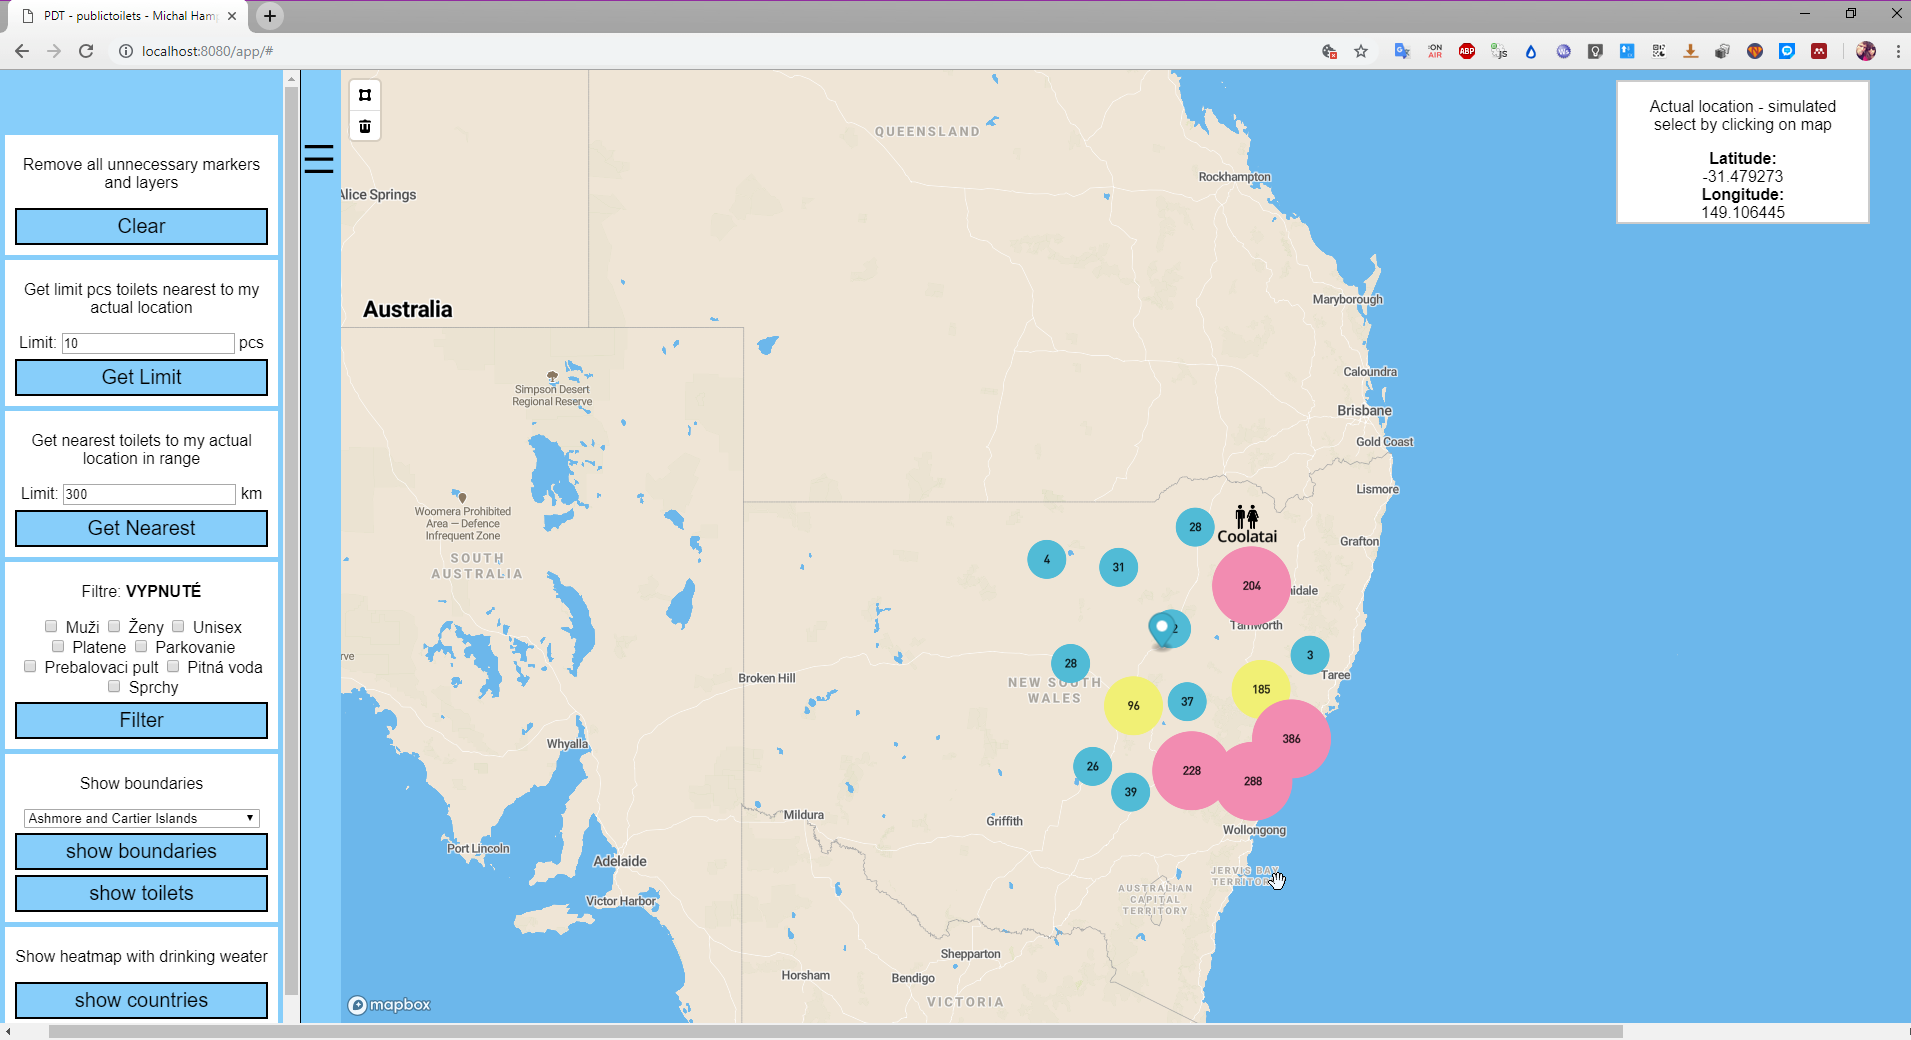 PDT - publictoilets - Michal Ham
localhost:8080/app/#
Remove all unnecessary markers
and layers
Clear
Get limit pcs toilets nearest to my
actual location
Limit: 10 pcs
Get Limit
Get nearest toilets to my actual
location in range
Limit: 300 km
Get Nearest
Filtre: VYPNUTÉ
Muži Ženy Unisex
Platene Parkovanie
Prebalovaci pult Pitná voda
Sprchy
Filter
Show boundaries
Ashmore and Cartier Islands
show boundaries
show toilets
Show heatmap with drinking weater
show countries
Actual location - simulated
select by clicking on map
Latitude:
-31.479273
Longitude:
149.106445
QUEENSLAND
Rockhampton
Alice Springs
Maryborough
Australia
Caloundra
Simpson Desert
Regional Reserve
Brisbane
Gold Coast
Lismore
Woomera Prohibited
Area — Defence
Infrequent Zone
SOUTH
AUSTRALIA
28
Coolatai
Grafton
4
31
204
idale
Tamworth
2
3
rve
28
Taree
Broken Hill
NEW SOUTH
WALES
185
96
37
Whyalla
386
26
228
288
39
Mildura
Griffith
Wollongong
Port Lincoln
Adelaide
JERVIS BAY
TERRITORY
AUSTRALIAN
CAPITAL
TERRITORY
Victor Harbor
Shepparton
Horsham
Bendigo
VICTORIA
mapbox
ON
AIR
ABP
JS
Ws